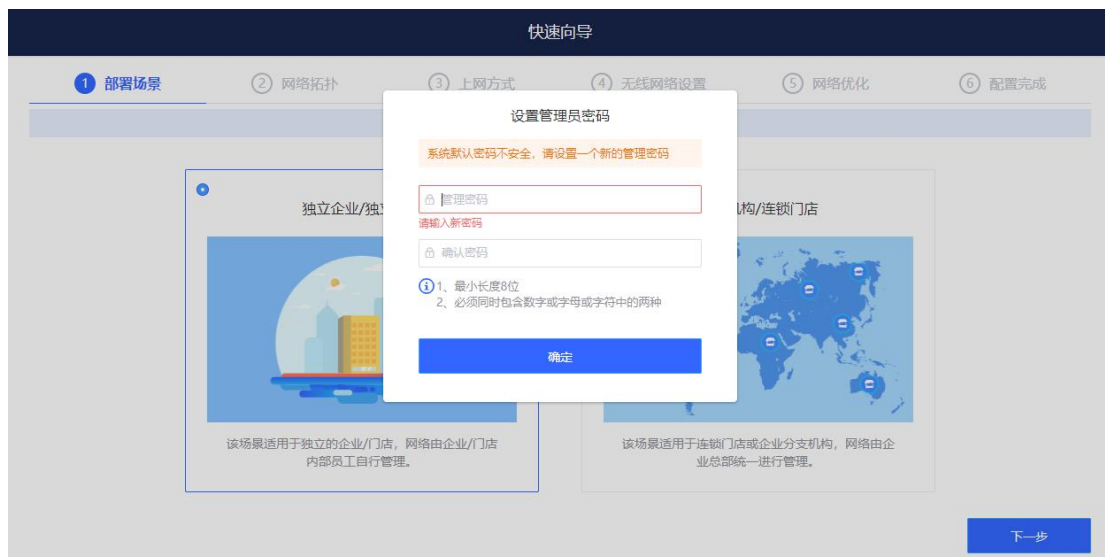 快速向导
1 部署场景
2 网络拓扑
3 上网方式
4 无线网络设置
5 网络优化
6 配置完成
设置管理员密码
系统默认密码不安全，请设置一个新的管理密码
管理密码
请输入新密码
确认密码
1、最小长度8位
2、必须同时包含数字或字母或字符中的两种
确定
独立企业/独
机构/连锁门店
该场景适用于独立的企业/门店，网络由企业/门店
内部员工自行管理。
该场景适用于连锁门店或企业分支机构，网络由企
业总部统一进行管理。
下一步